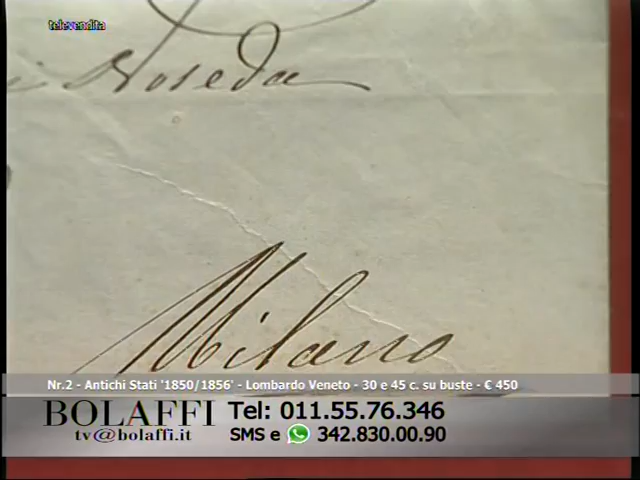 televendita
i Noseda
Milano
Nr.2 - Antichi Stati '1850/1856' - Lombardo Veneto - 30 e 45 c. su buste - € 450
BOLAFFI Tel: 011.55.76.346
tv@bolaffi.it SMS e 342.830.00.90